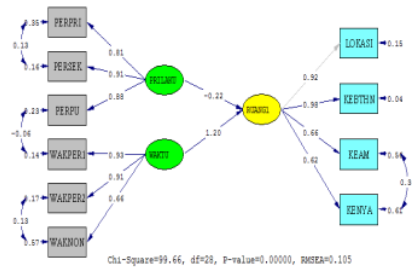 0.35
PERPRI
0.13
0.16
PERSEK
0.23
PERPU
-0.06
0.14
WAKPER1
0.17
WAKPER2
0.13
0.57
WAKNON
0.81
0.91
0.88
0.93
0.91
0.66
PRILAKU
WAKTU
-0.22
1.20
RUANG1
0.92
0.98
0.66
0.62
LOKASI
0.15
KEBTHN
0.04
KEAM
0.3
KENYA
Chi-Square=99.66, df=28, P-value=0.00000, RMSEA=0.105